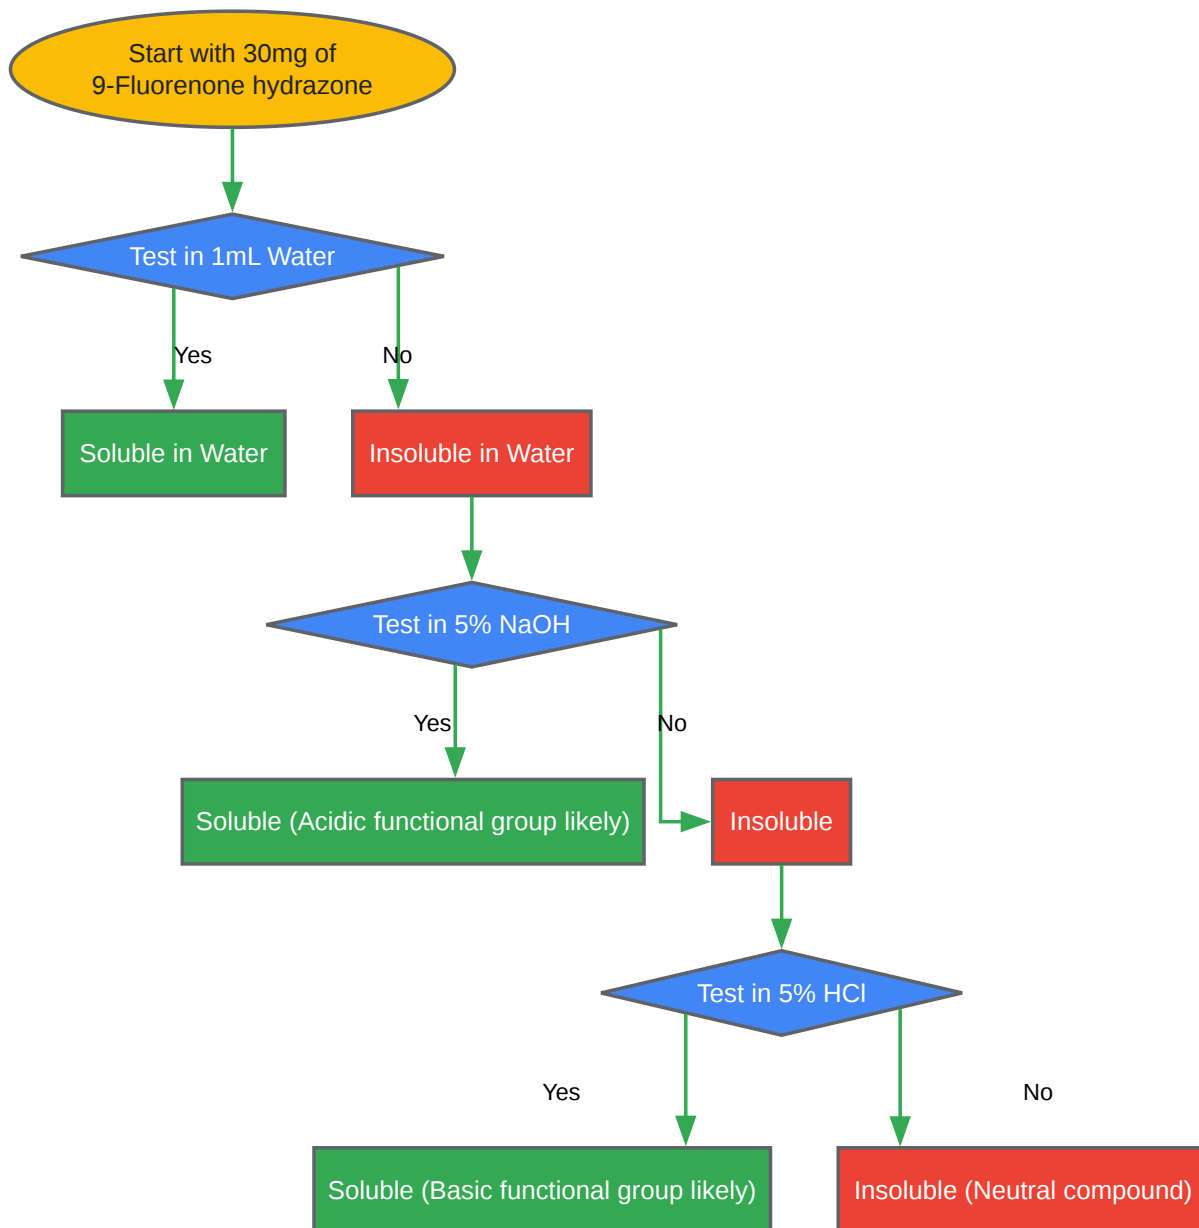 Start with 30mg of
9-Fluorenone hydrazone
Test in 1mL Water
Yes
No
Soluble in Water
Insoluble in Water
Test in 5% NaOH
Yes
No
Soluble (Acidic functional group likely)
Insoluble
Test in 5% HCl
Yes
No
Soluble (Basic functional group likely)
Insoluble (Neutral compound)